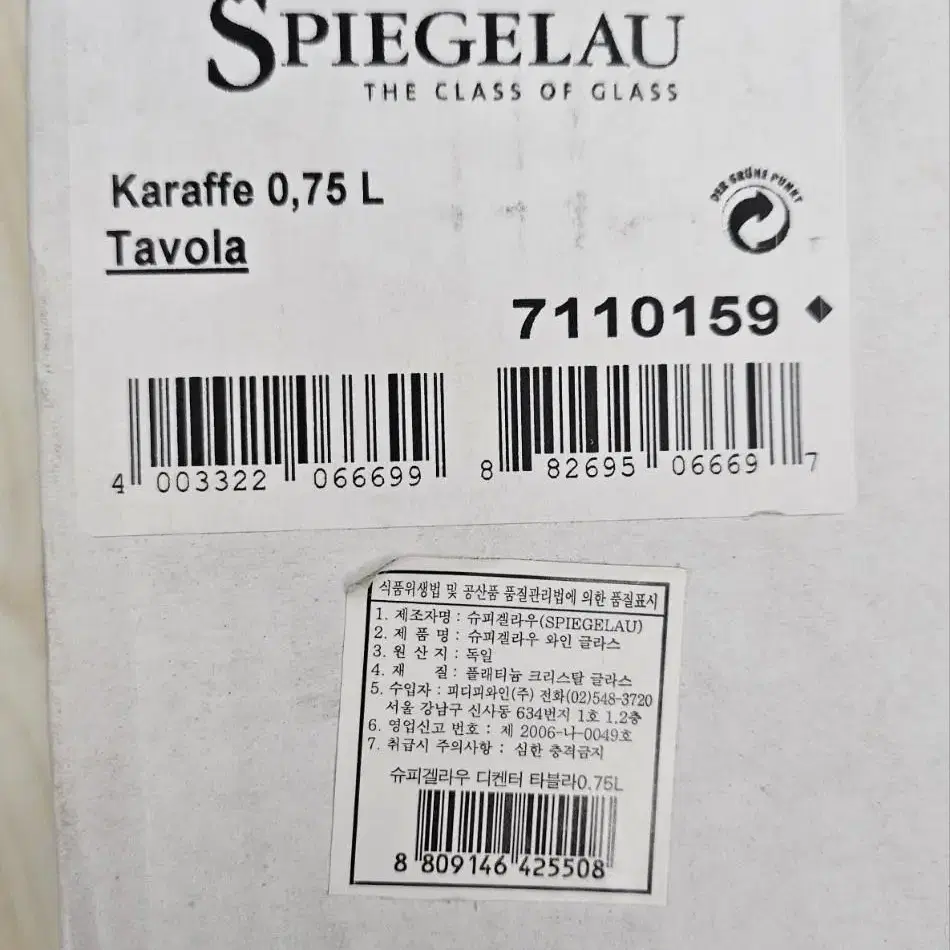 SPIEGELAU
THE CLASS OF GLASS
Karaffe 0,75 L
Tavola
DER GRÜNE PUNKT
7110159
4 003322 066699
8 82695 06669 7
식품위생법 및 공산품 품질관리법에 의한 품질표시
1. 제조자명 : 슈피겔라우(SPIEGELAU)
2. 제 품 명 : 슈피겔라우 와인 글라스
3. 원 산 지 : 독일
4. 재 질 : 플래티늄 크리스탈 글라스
5. 수입자 : 피디피와인(주) 전화(02)548-3720
서울 강남구 신사동 634번지 1호 1.2층
6. 영업신고 번호 : 제 2006-나-0049호
7. 취급시 주의사항 : 심한 충격금지
슈피겔라우 디켄터 타블라0.75L
8 809146 425508